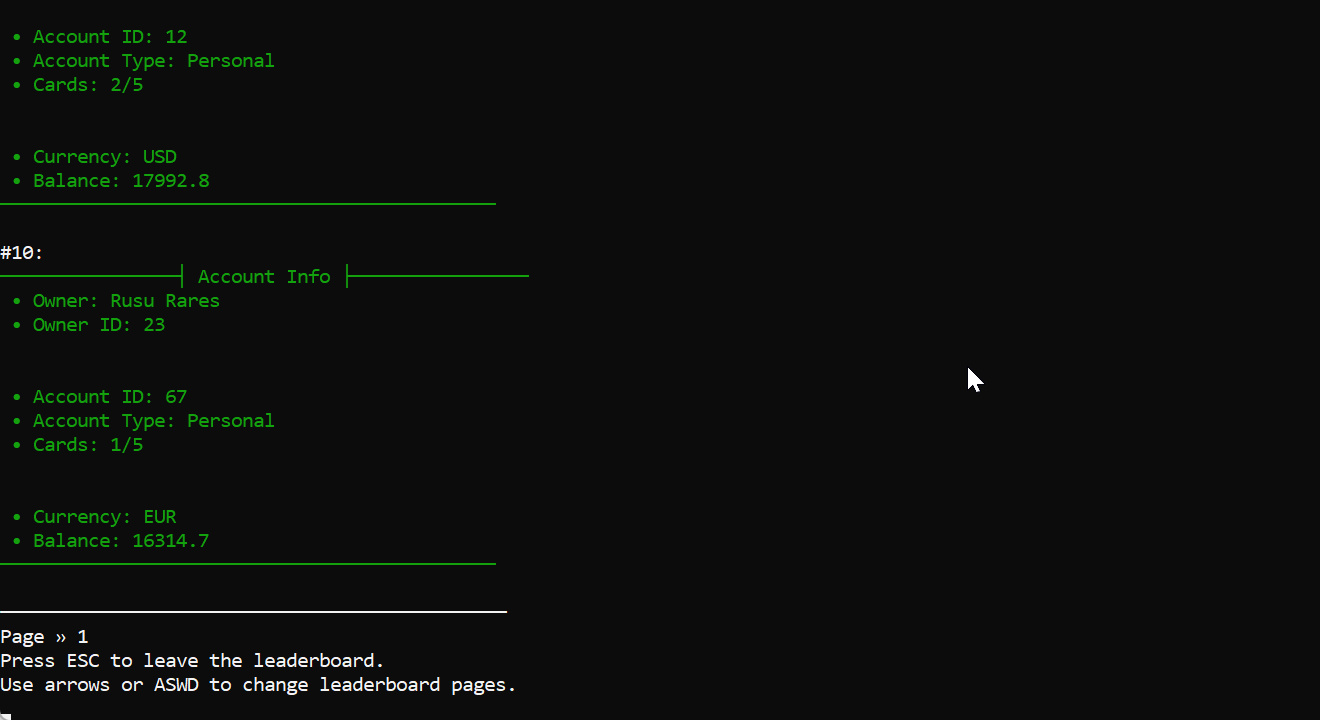 • Account ID: 12
• Account Type: Personal
• Cards: 2/5
• Currency: USD
• Balance: 17992.8
#10:
Account Info
• Owner: Rusu Rares
• Owner ID: 23
• Account ID: 67
• Account Type: Personal
• Cards: 1/5
• Currency: EUR
• Balance: 16314.7
Page » 1
Press ESC to leave the leaderboard.
Use arrows or ASWD to change leaderboard pages.